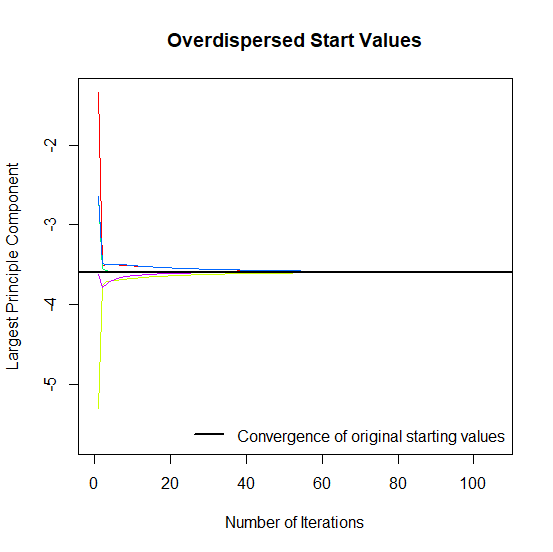 Overdispersed Start Values
Largest Principle Component
-2
-3
-4
-5
Convergence of original starting values
0 20 40 60 80 100
Number of Iterations